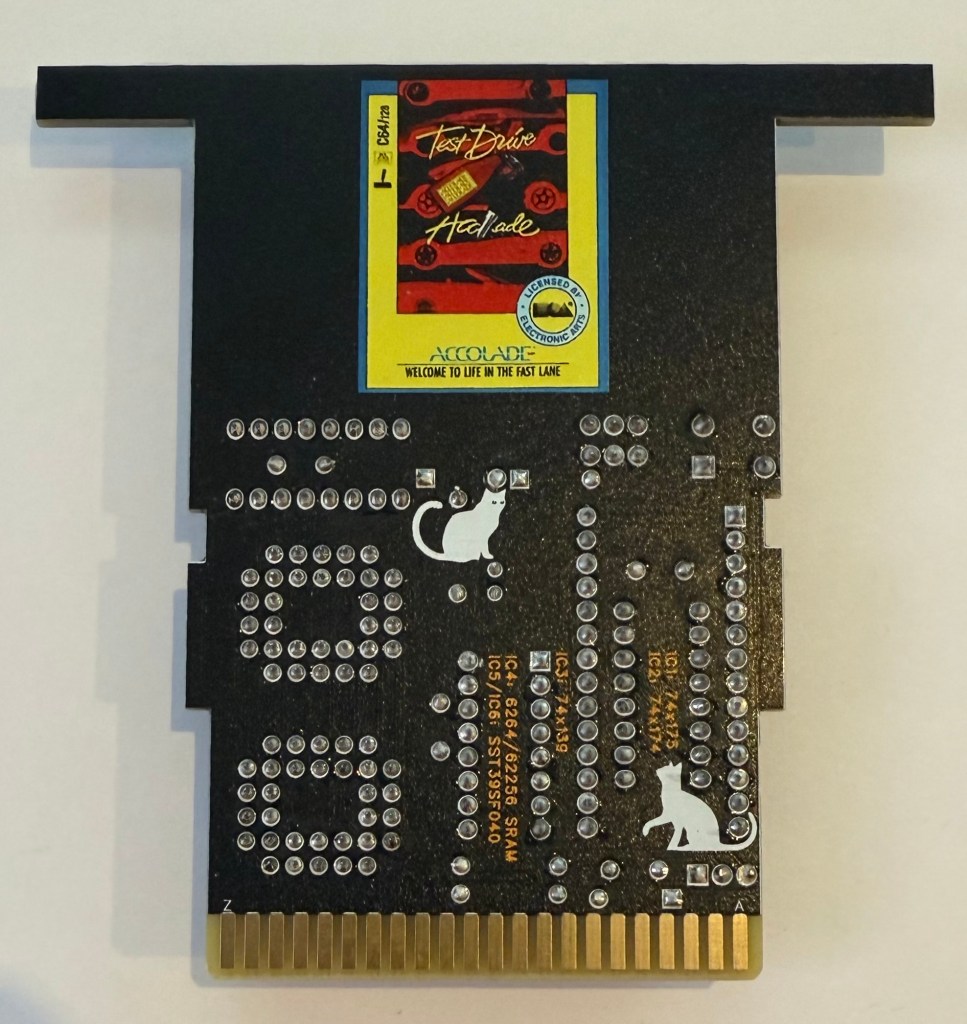 C64/128
Test Drive
Accolade
LICENSED BY
ELECTRONIC ARTS
ACCOLADE™
WELCOME TO LIFE IN THE FAST LANE
IC1: 74x175
IC2: 74x174
IC3: 74x139
IC4: 6264/62256 SRAM
IC5/IC6: SST39SF040
Z
A